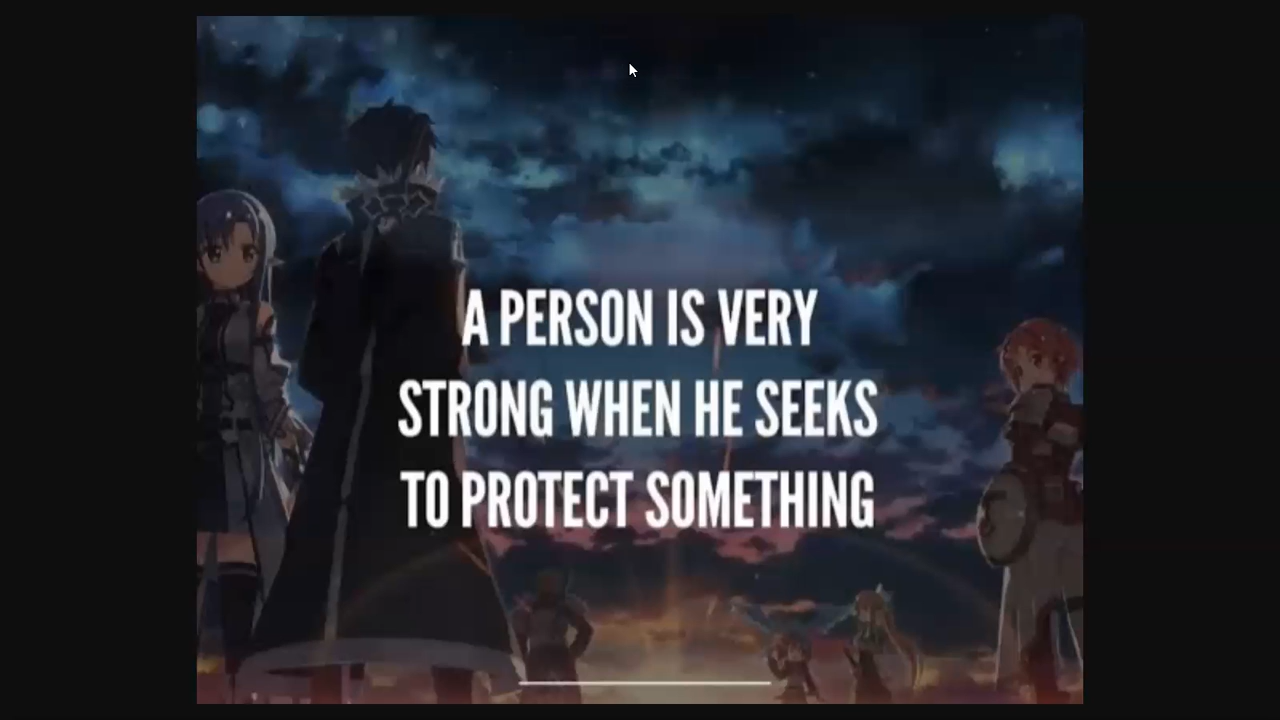 A PERSON IS VERY
STRONG WHEN HE SEEKS
TO PROTECT SOMETHING